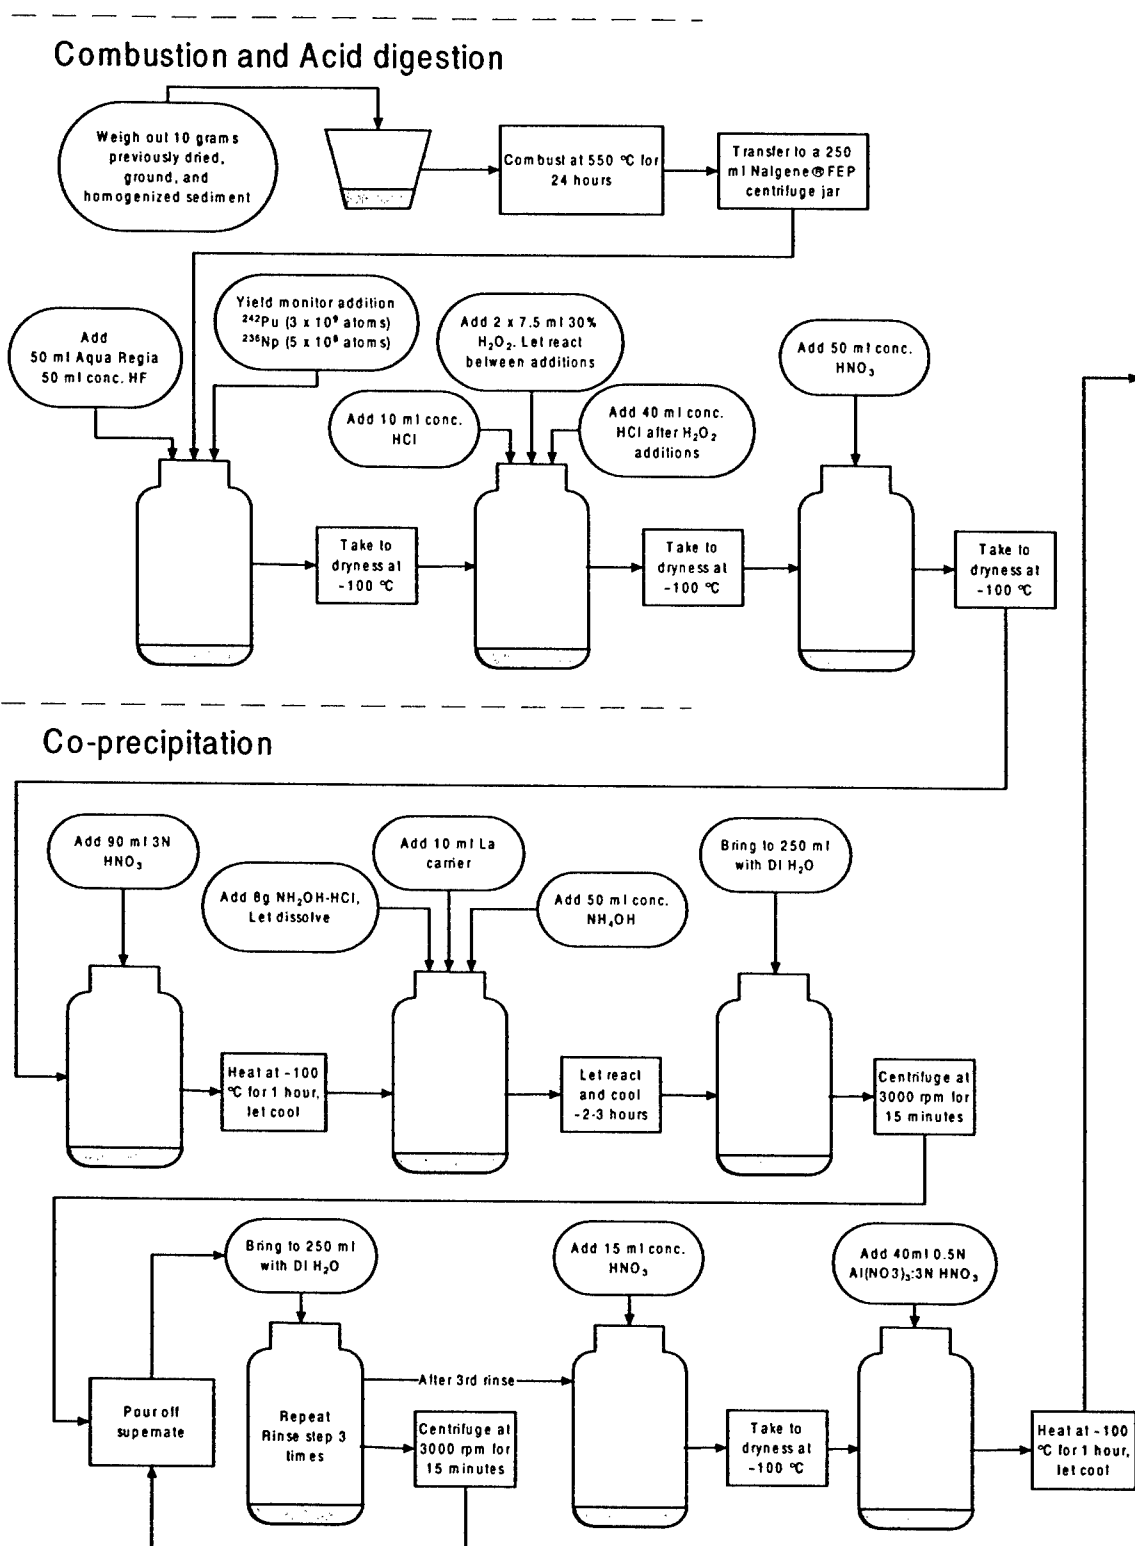 Combustion and Acid digestion
Weigh out 10 grams
previously dried,
ground, and
homogenized sediment
Combust at 550 °C for
24 hours
Transfer to a 250
ml Nalgene® FEP
centrifuge jar
Add
50 ml Aqua Regia
50 ml conc. HF
Yield monitor addition
²⁴²Pu (3 x 10⁹ atoms)
²³⁶Np (5 x 10⁸ atoms)
Add 10 ml conc.
HCl
Add 2 x 7.5 ml 30%
H₂O₂. Let react
between additions
Add 40 ml conc.
HCl after H₂O₂
additions
Add 50 ml conc.
HNO₃
Take to
dryness at
~100 °C
Take to
dryness at
~100 °C
Take to
dryness at
~100 °C
Co-precipitation
Add 90 ml 3N
HNO₃
Add 8g NH₂OH-HCl,
Let dissolve
Add 10 ml La
carrier
Add 50 ml conc.
NH₄OH
Bring to 250 ml
with DI H₂O
Heat at ~100
°C for 1 hour,
let cool
Let react
and cool
~2-3 hours
Centrifuge at
3000 rpm for
15 minutes
Pour off
supernate
Bring to 250 ml
with DI H₂O
Repeat
Rinse step 3
times
After 3rd rinse
Centrifuge at
3000 rpm for
15 minutes
Add 15 ml conc.
HNO₃
Take to
dryness at
~100 °C
Add 40ml 0.5N
Al(NO3)₃:3N HNO₃
Heat at ~100
°C for 1 hour,
let cool